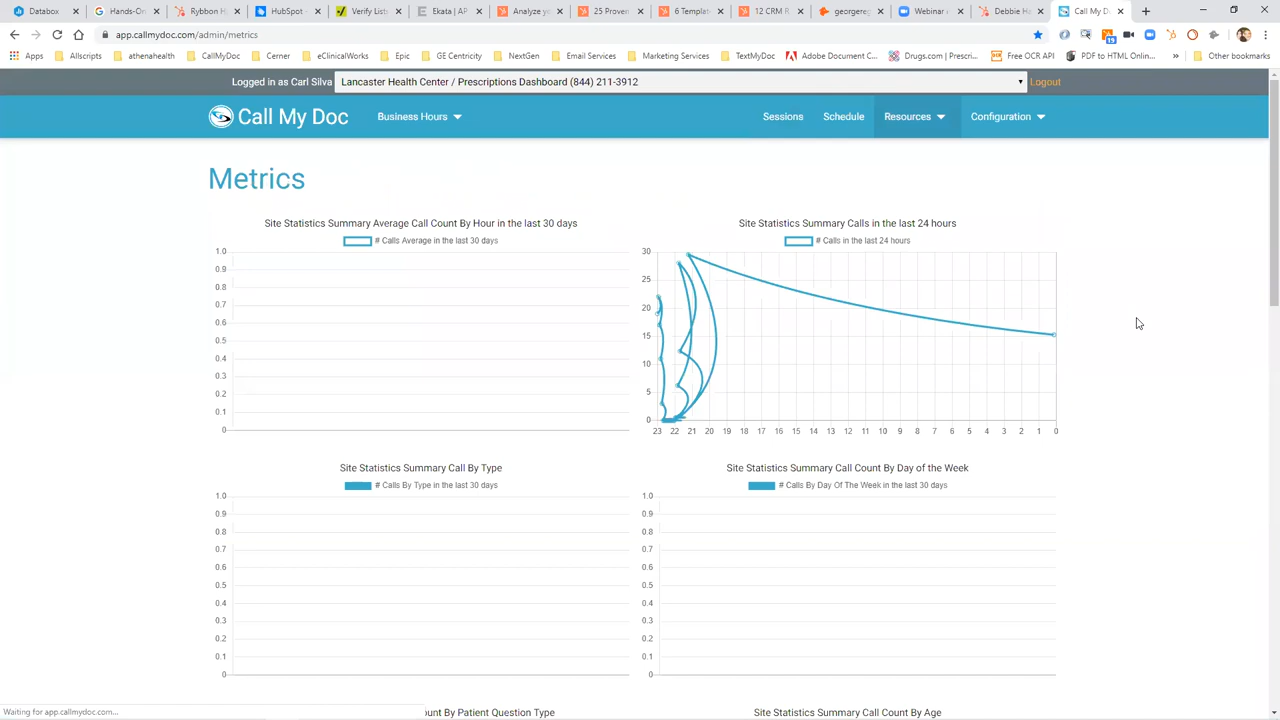 Databox
Hands-On
Rybbon H
HubSpot
Verify List
Ekata | AP
Analyze yo
25 Proven
6 Template
12 CRM R
georgereg
Webinar
Debbie He
Call My D
app.callmydoc.com/admin/metrics
19
Apps
Allscripts
athenahealth
CallMyDoc
Cerner
eClinicalWorks
Epic
GE Centricity
NextGen
Email Services
Marketing Services
TextMyDoc
Adobe Document C...
Drugs.com | Prescri...
Free OCR API
PDF to HTML Onlin...
»
Other bookmarks
Logged in as Carl Silva
Lancaster Health Center / Prescriptions Dashboard (844) 211-3912
Logout
Call My Doc
Business Hours
Sessions
Schedule
Resources
Configuration
Metrics
Site Statistics Summary Average Call Count By Hour in the last 30 days
# Calls Average in the last 30 days
1.0
0.9
0.8
0.7
0.6
0.5
0.4
0.3
0.2
0.1
0
Site Statistics Summary Calls in the last 24 hours
# Calls in the last 24 hours
30
25
20
15
10
5
0
23 22 21 20 19 18 17 16 15 14 13 12 11 10 9 8 7 6 5 4 3 2 1 0
Site Statistics Summary Call By Type
# Calls By Type in the last 30 days
1.0
0.9
0.8
0.7
0.6
0.5
0.4
0.3
0.2
0.1
0
Site Statistics Summary Call Count By Day of the Week
# Calls By Day Of The Week in the last 30 days
1.0
0.9
0.8
0.7
0.6
0.5
0.4
0.3
0.2
0.1
0
Waiting for app.callmydoc.com...
ount By Patient Question Type
Site Statistics Summary Call Count By Age